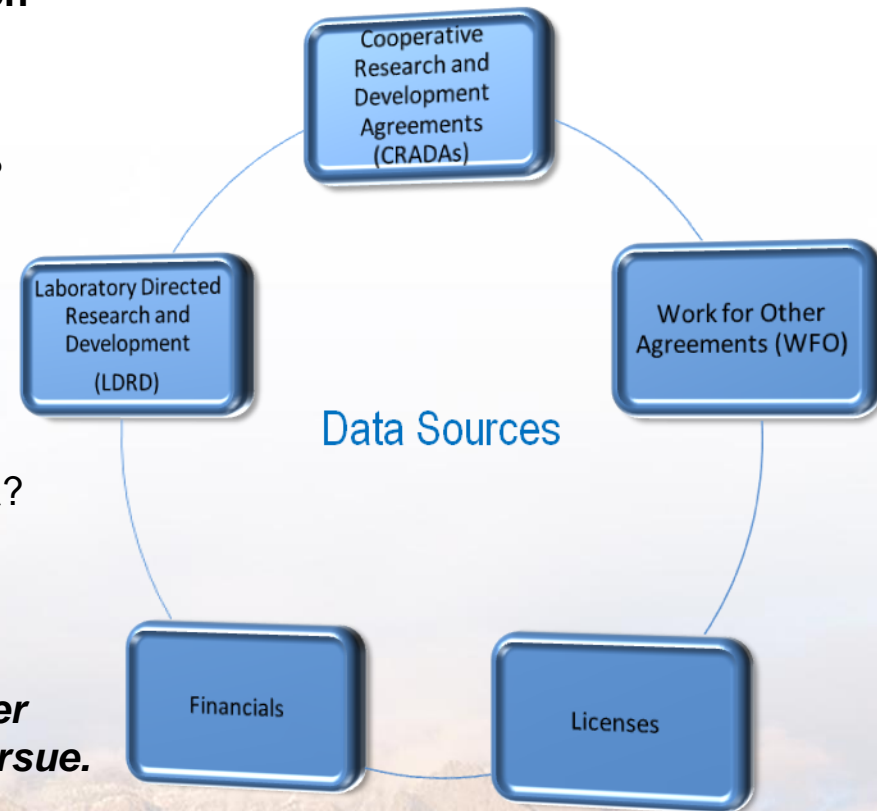 Cooperative
Research and
Development
Agreements
(CRADAs)
Laboratory Directed
Research and
Development
(LDRD)
Work for Other
Agreements (WFO)
Data Sources
?
er
rsue.
Financials
Licenses